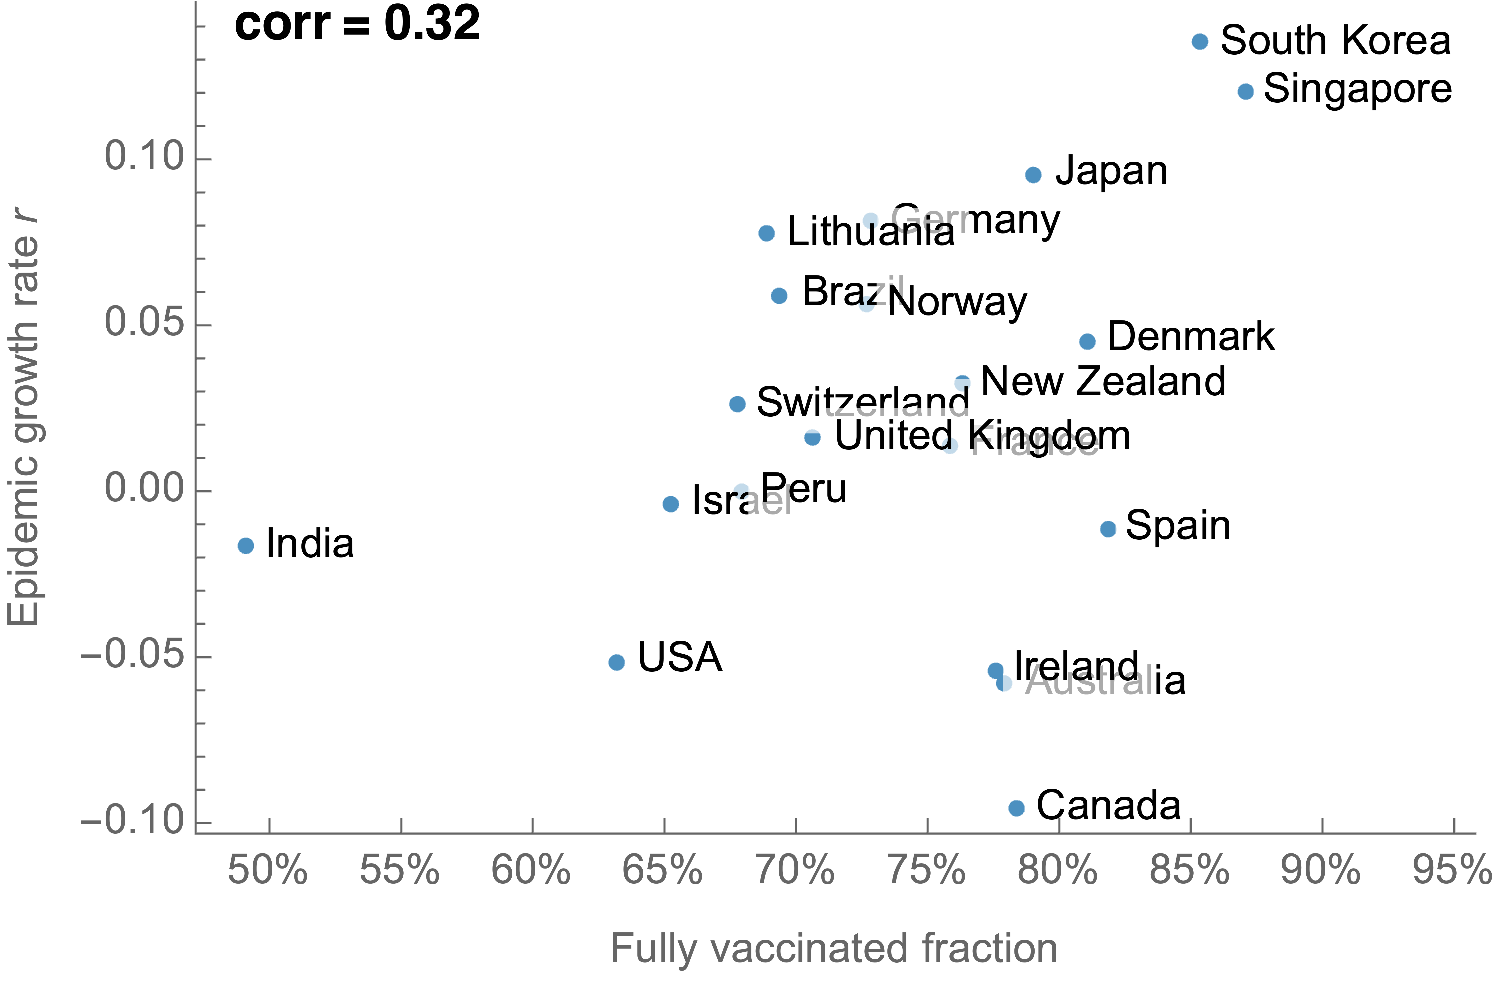 corr = 0.32
South Korea
Singapore
0.10
Japan
Germany
Lithuania
Brazil
Norway
0.05
Denmark
New Zealand
Switzerland
United Kingdom
France
0.00
Peru
Israel
Spain
India
−0.05
USA
Ireland
Australia
−0.10
Canada
Epidemic growth rate r
50% 55% 60% 65% 70% 75% 80% 85% 90% 95%
Fully vaccinated fraction